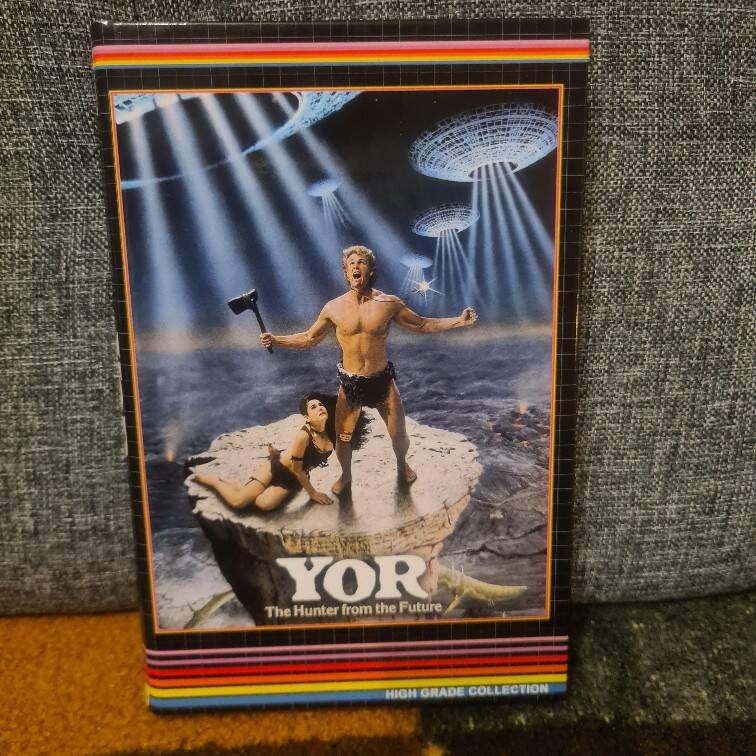 YOR
The Hunter from the Future
HIGH GRADE COLLECTION